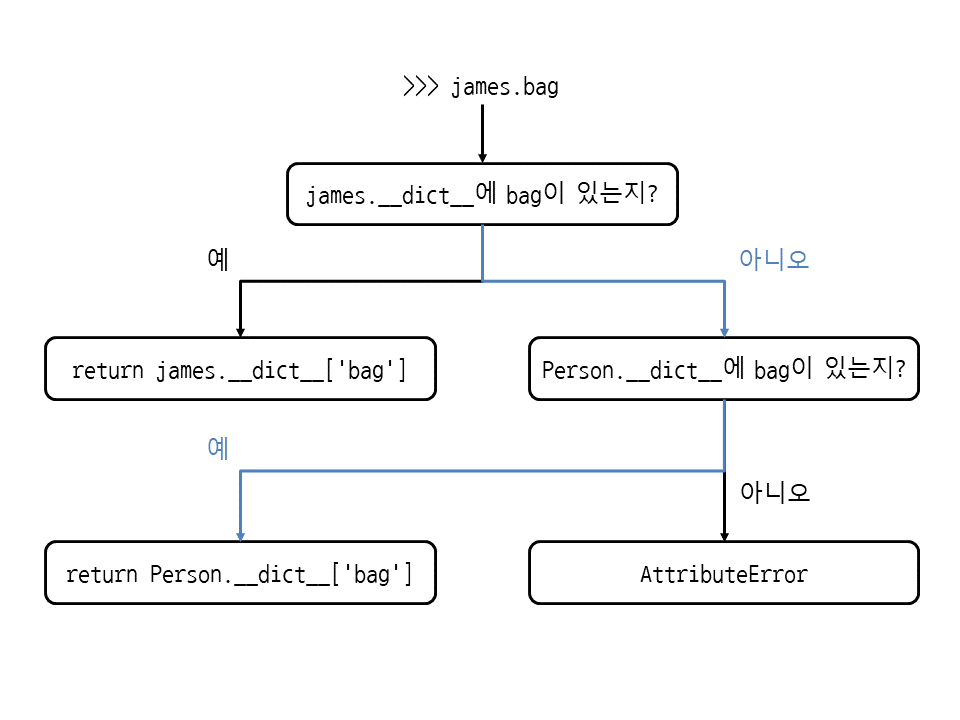 >>> james.bag
james.__dict__에 bag이 있는지?
예
아니오
return james.__dict__['bag']
Person.__dict__에 bag이 있는지?
예
아니오
return Person.__dict__['bag']
AttributeError